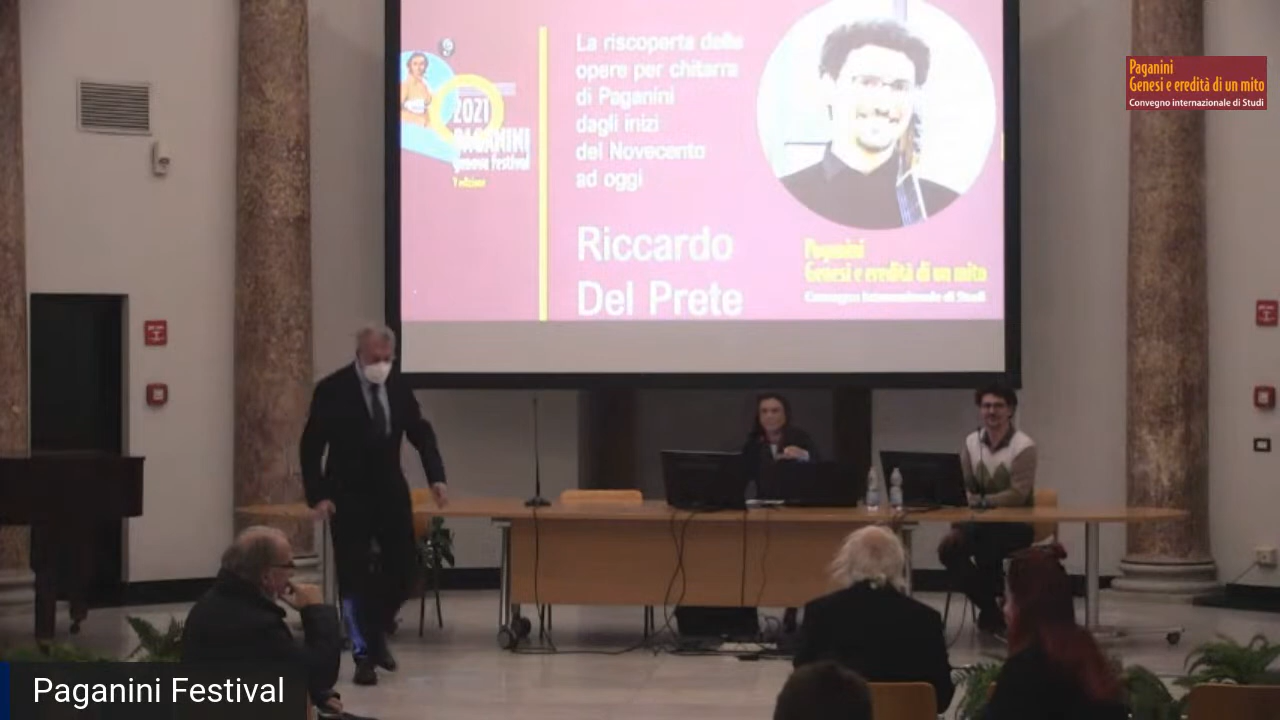 La riscoperta delle
opere per chitarra
di Paganini
dagli inizi
del Novecento
ad oggi
Riccardo
Del Prete
2021
PAGANINI
genova festival
Paganini
Genesi e eredità di un mito
Convegno Internazionale di Studi
Paganini
Genesi e eredità di un mito
Convegno internazionale di Studi
Paganini Festival